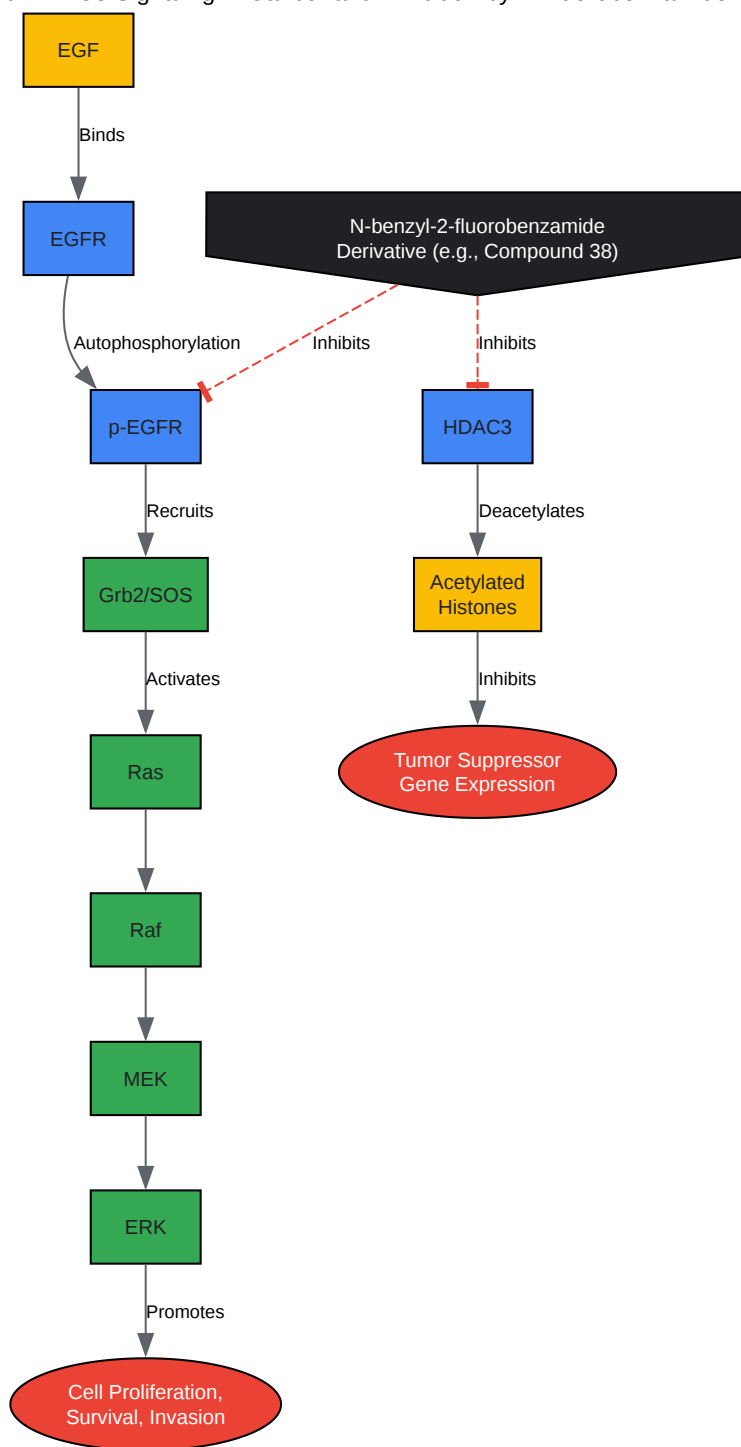 EGF
Binds
EGFR
N-benzyl-2-fluorobenzamide
Derivative (e.g., Compound 38)
Autophosphorylation
Inhibits
Inhibits
p-EGFR
HDAC3
Recruits
Deacetylates
Grb2/SOS
Acetylated
Histones
Activates
Inhibits
Ras
Tumor Suppressor
Gene Expression
Raf
MEK
ERK
Promotes
Cell Proliferation,
Survival, Invasion